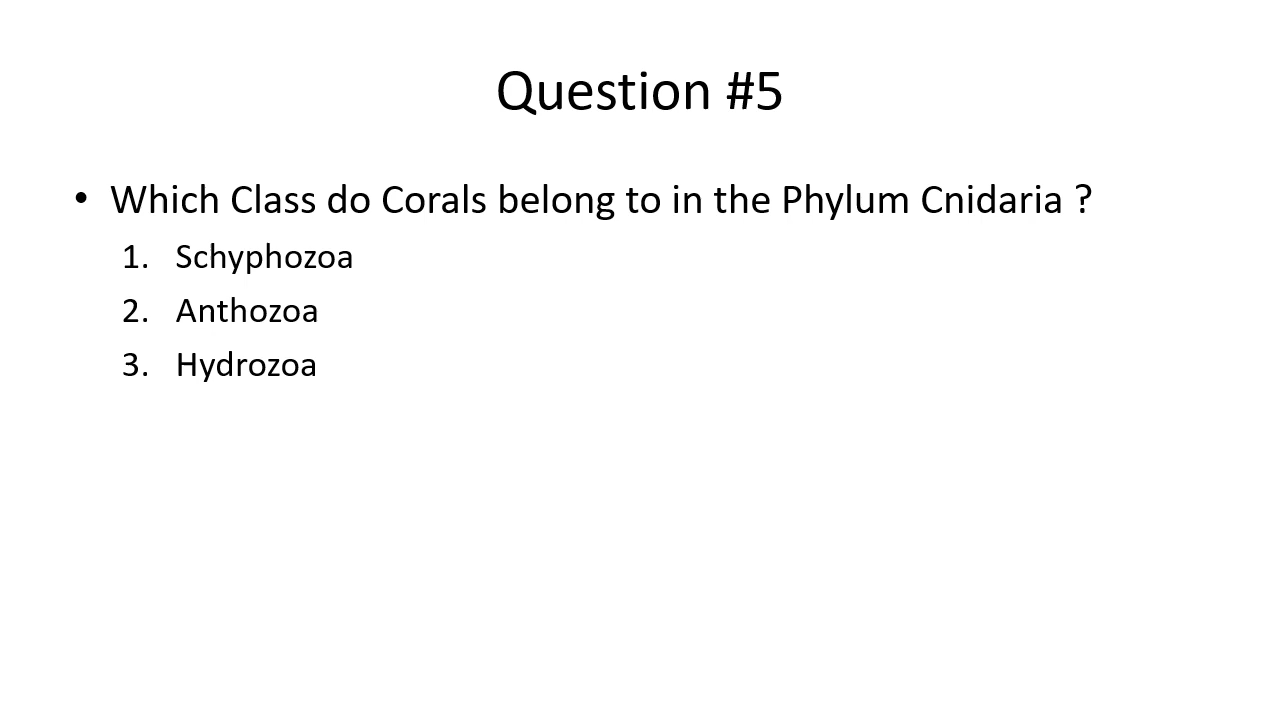 Question #5
• Which Class do Corals belong to in the Phylum Cnidaria ?
1. Schyphozoa
2. Anthozoa
3. Hydrozoa